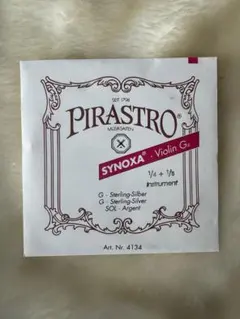 SEIT 1798
PIRASTRO
MUSIKSAITEN
SYNOXA® · Violin G
1/4 + 1/8
Instrument
G - Sterling-Silber
G - Sterling-Silver
SOL - Argent
Art. Nr. 4134